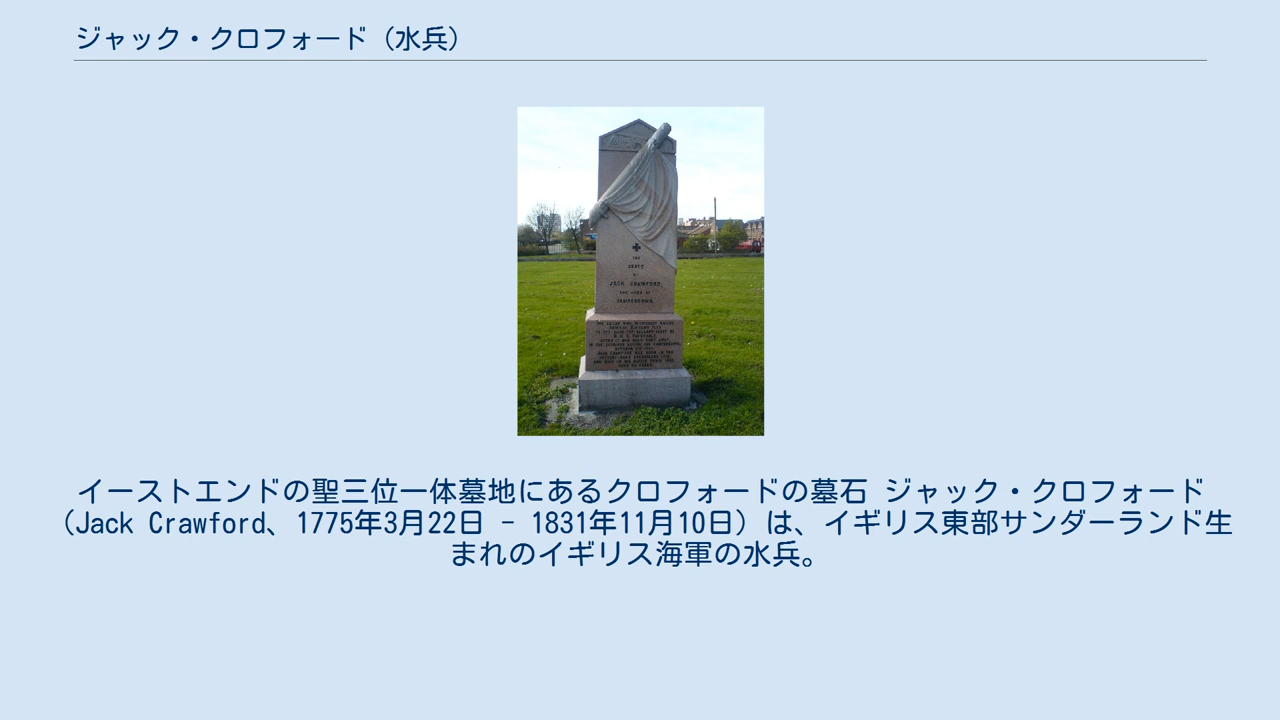 ジャック・クロフォード（水兵）
THE
GRAVE
OF
JACK CRAWFORD,
THE HERO OF
CAMPERDOWN.
イーストエンドの聖三位一体墓地にあるクロフォードの墓石 ジャック・クロフォード
（Jack Crawford、1775年3月22日 - 1831年11月10日）は、イギリス東部サンダーランド生
まれのイギリス海軍の水兵。